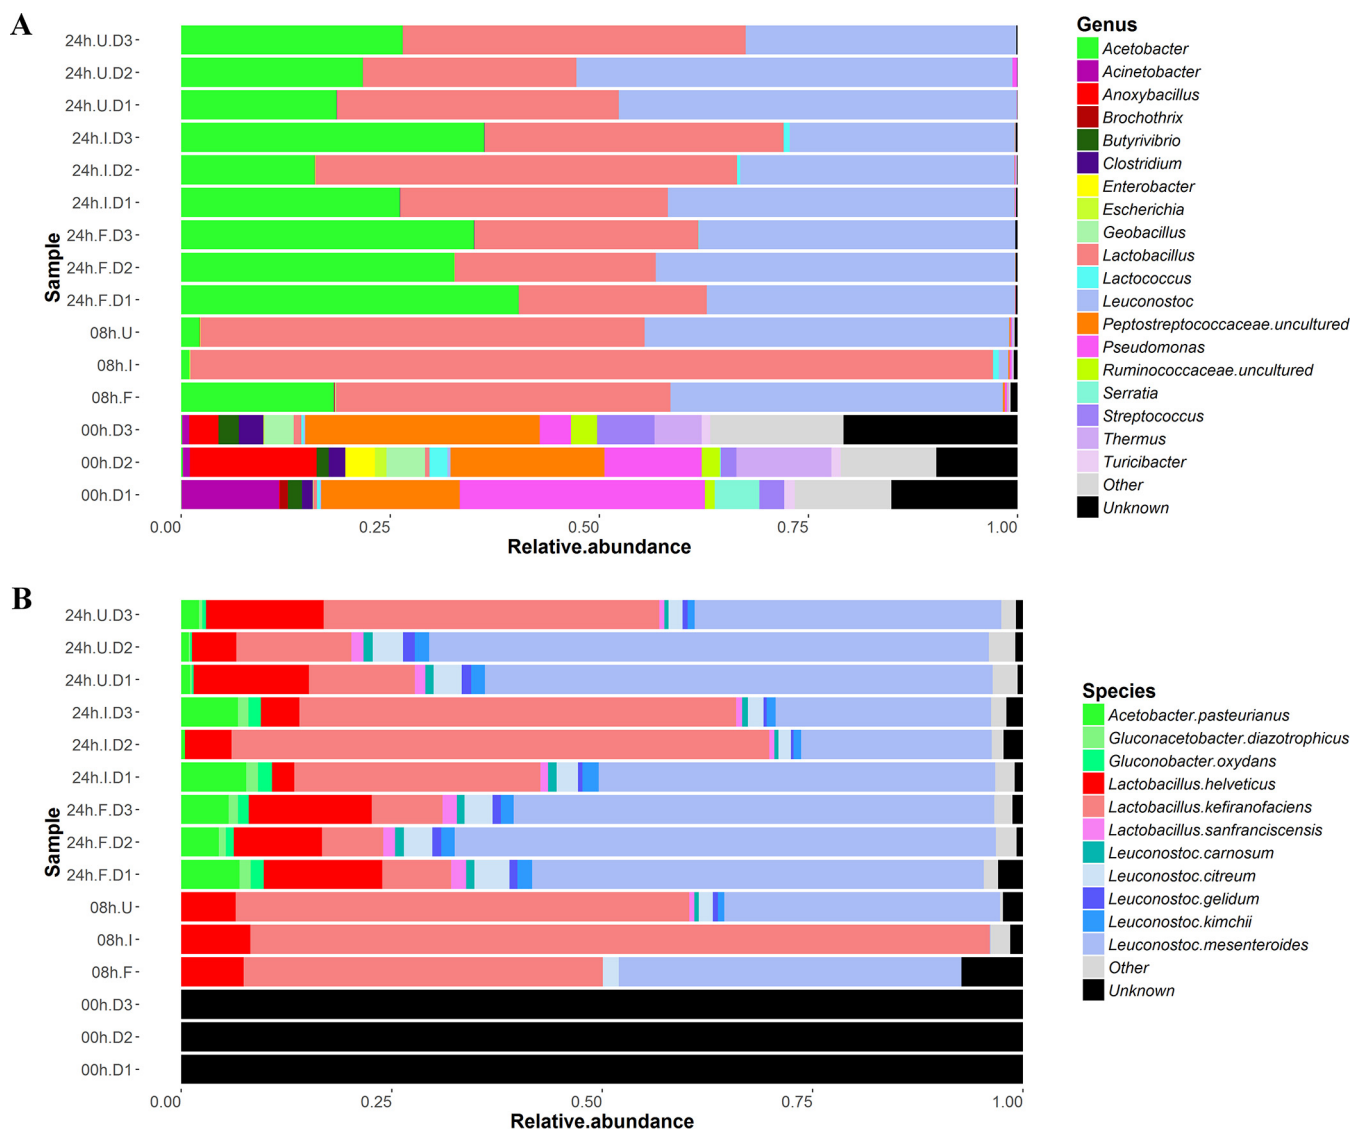 A
Genus
24h.U.D3
24h.U.D2
24h.U.D1
24h.I.D3
24h.I.D2
24h.I.D1
24h.F.D3
24h.F.D2
24h.F.D1
08h.U
08h.I
08h.F
00h.D3
00h.D2
00h.D1
Sample
0.00 0.25 0.50 0.75 1.00
Relative.abundance
Acetobacter
Acinetobacter
Anoxybacillus
Brochothrix
Butyrivibrio
Clostridium
Enterobacter
Escherichia
Geobacillus
Lactobacillus
Lactococcus
Leuconostoc
Peptostreptococcaceae.uncultured
Pseudomonas
Ruminococcaceae.uncultured
Serratia
Streptococcus
Thermus
Turicibacter
Other
Unknown
B
24h.U.D3
24h.U.D2
24h.U.D1
24h.I.D3
24h.I.D2
24h.I.D1
24h.F.D3
24h.F.D2
24h.F.D1
08h.U
08h.I
08h.F
00h.D3
00h.D2
00h.D1
Sample
0.00 0.25 0.50 0.75 1.00
Relative.abundance
Species
Acetobacter.pasteurianus
Gluconacetobacter.diazotrophicus
Gluconobacter.oxydans
Lactobacillus.helveticus
Lactobacillus.kefiranofaciens
Lactobacillus.sanfranciscensis
Leuconostoc.carnosum
Leuconostoc.citreum
Leuconostoc.gelidum
Leuconostoc.kimchii
Leuconostoc.mesenteroides
Other
Unknown